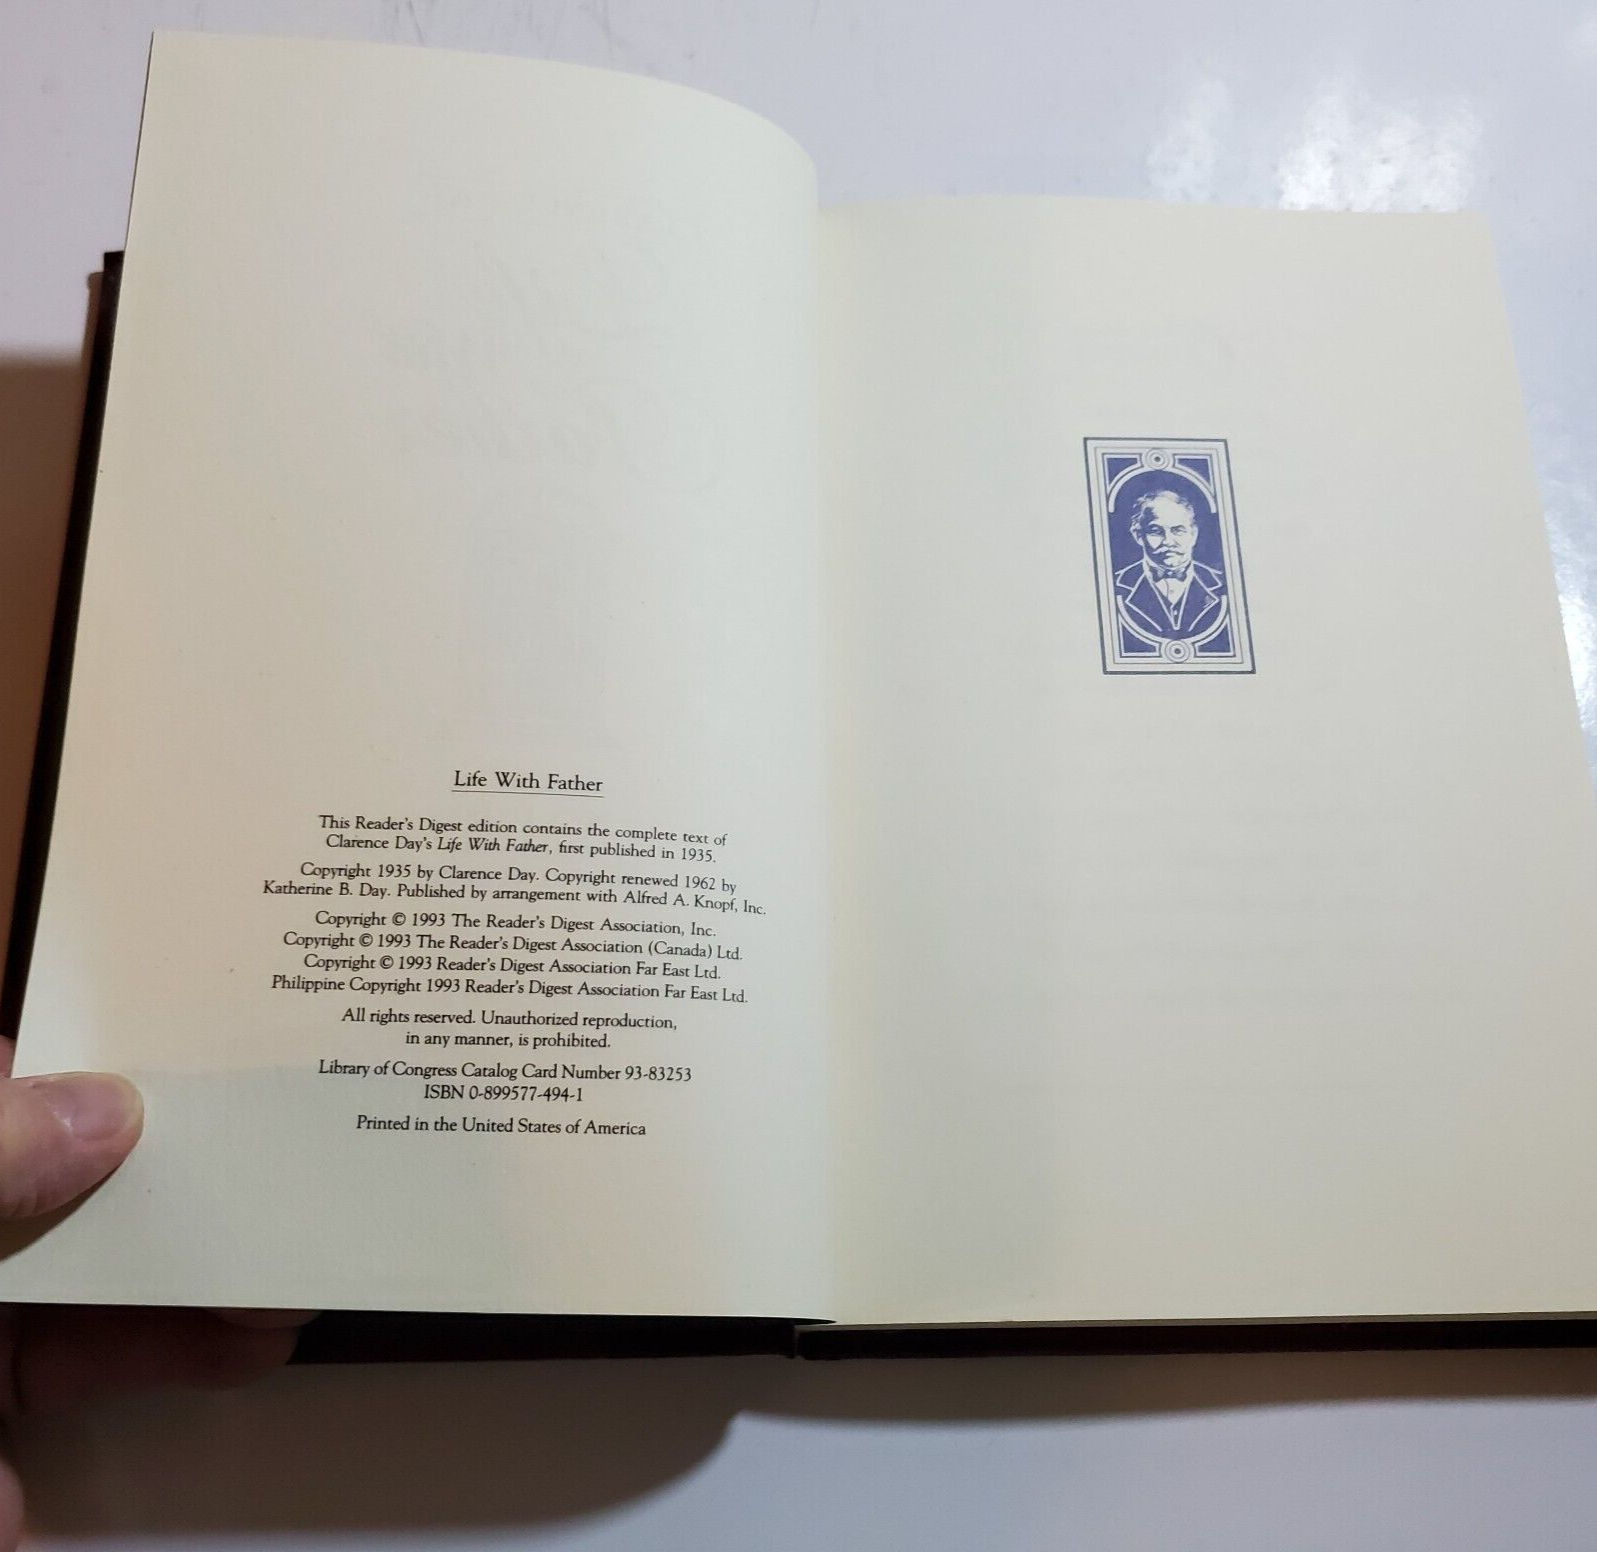 Life With Father
This Reader's Digest edition contains the complete text of
Clarence Day's Life With Father, first published in 1935.
Copyright 1935 by Clarence Day. Copyright renewed 1962 by
Katherine B. Day. Published by arrangement with Alfred A. Knopf, Inc.
Copyright © 1993 The Reader's Digest Association, Inc.
Copyright © 1993 The Reader's Digest Association (Canada) Ltd.
Copyright © 1993 Reader's Digest Association Far East Ltd.
Philippine Copyright 1993 Reader's Digest Association Far East Ltd.
All rights reserved. Unauthorized reproduction,
in any manner, is prohibited.
Library of Congress Catalog Card Number 93-83253
ISBN 0-899577-494-1
Printed in the United States of America